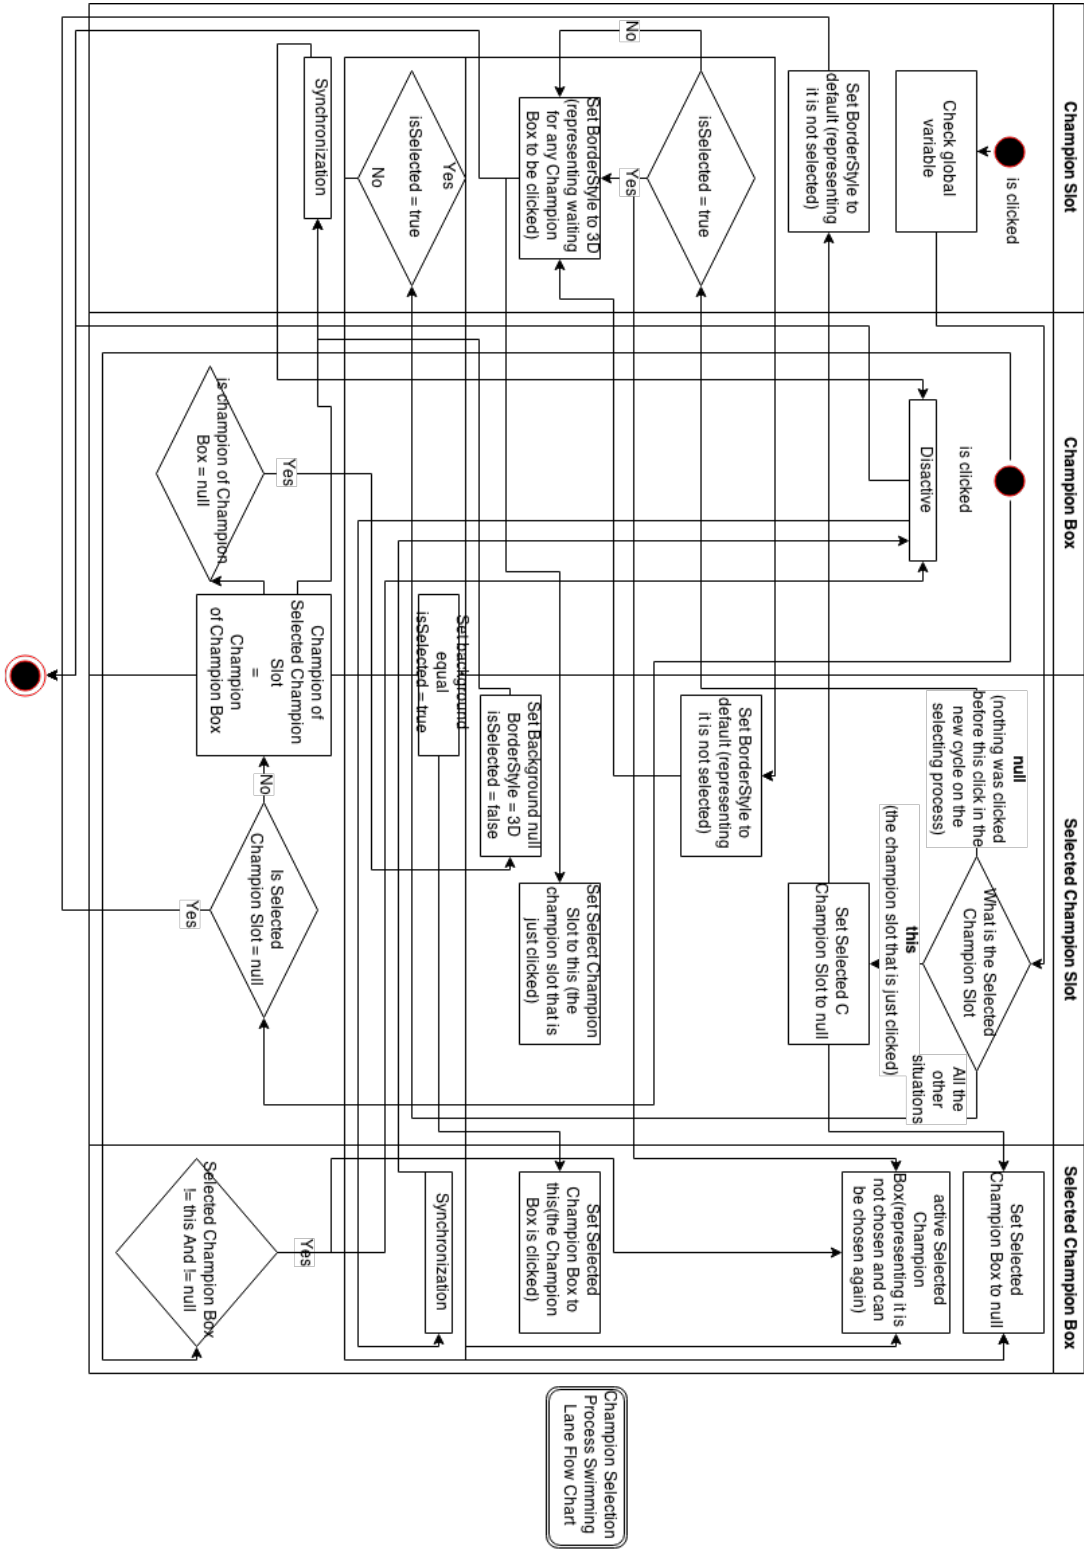 Champion Slot
Champion Box
Selected Champion Slot
Selected Champion Box
is clicked
Check global
variable
Set BorderStyle to
default (representing
it is not selected)
isSelected = true
No
Yes
Set BorderStyle to 3D
(representing waiting
for any Champion
Box to be clicked)
isSelected = true
Yes
No
Synchronization
is clicked
Disactive
is champion of Champion
Box = null
Yes
Champion of
Selected Champion
Slot
=
Champion
of Champion Box
Set background
equal
isSelected = true
Set Background null
BorderStyle = 3D
isSelected = false
Set BorderStyle to
default (representing
it is not selected)
null
(nothing was clicked
before this click in the
new cycle on the
selecting process)
What is the Selected
Champion Slot
this
(the champion slot that is just clicked)
All the
other
situations
Set Selected C
Champion Slot to null
Set Select Champion
Slot to this (the
champion slot that is
just clicked)
Is Selected
Champion Slot = null
No
Yes
Set Selected
Champion Box to null
active Selected
Champion
Box(representing it is
not chosen and can
be chosen again)
Set Selected
Champion Box to
this(the Champion
Box is clicked)
Synchronization
Selected Champion Box
!= this And != null
Yes
Champion Selection
Process Swimming
Lane Flow Chart